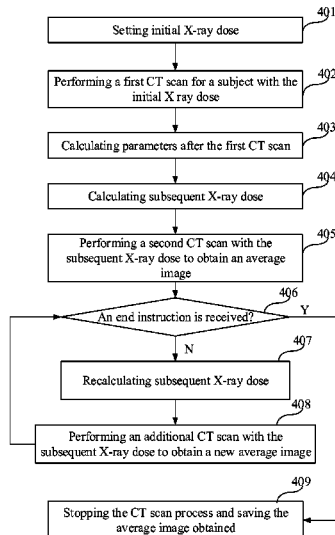 401
Setting initial X-ray dose
402
Performing a first CT scan for a subject with the
initial X ray dose
403
Calculating parameters after the first CT scan
404
Calculating subsequent X-ray dose
405
Performing a second CT scan with the
subsequent X-ray dose to obtain an average
image
406
An end instruction is received?
Y
N
407
Recalculating subsequent X-ray dose
408
Performing an additional CT scan with the
subsequent X-ray dose to obtain a new average image
409
Stopping the CT scan process and saving the
average image obtained